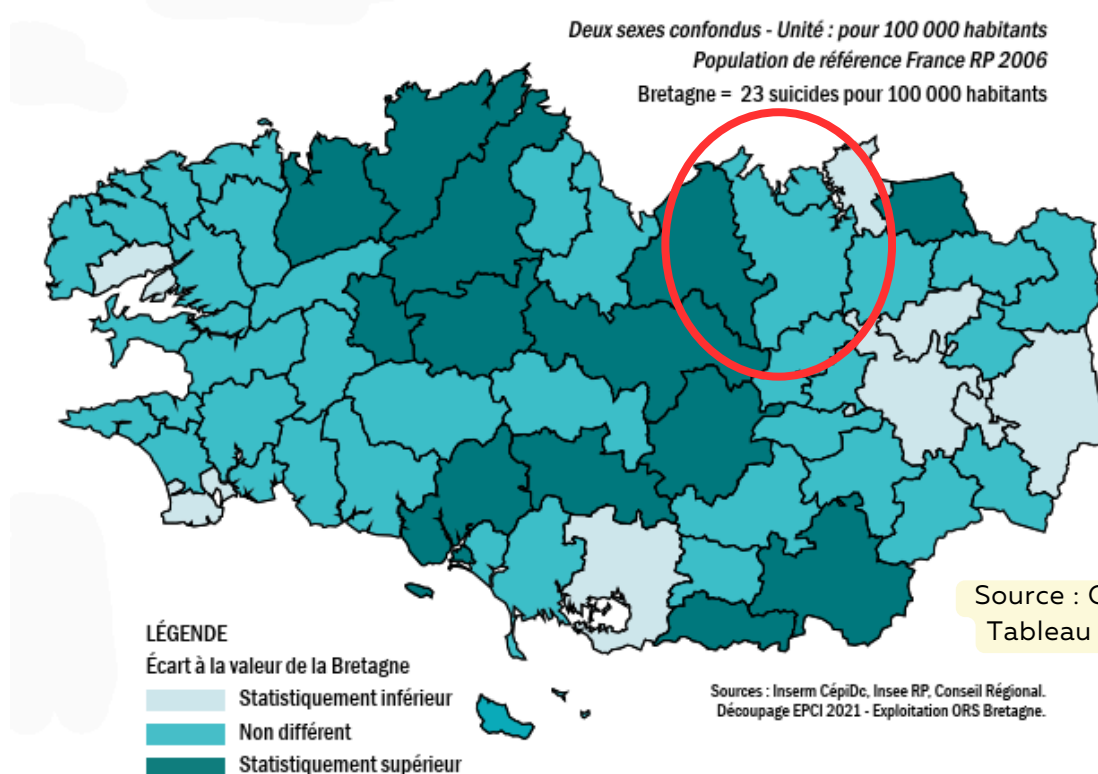 Deux sexes confondus - Unité : pour 100 000 habitants
Population de référence France RP 2006
Bretagne = 23 suicides pour 100 000 habitants
Source :
Tableau
LÉGENDE
Écart à la valeur de la Bretagne
Statistiquement inférieur
Non différent
Statistiquement supérieur
Sources : Inserm CépiDc, Insee RP, Conseil Régional.
Découpage EPCI 2021 - Exploitation ORS Bretagne.